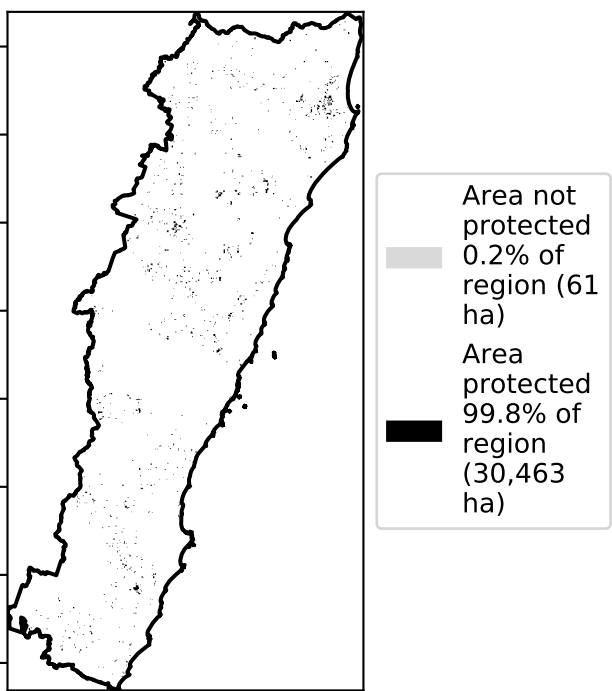 Area not
protected
0.2% of
region (61
ha)
Area
protected
99.8% of
region
(30,463
ha)